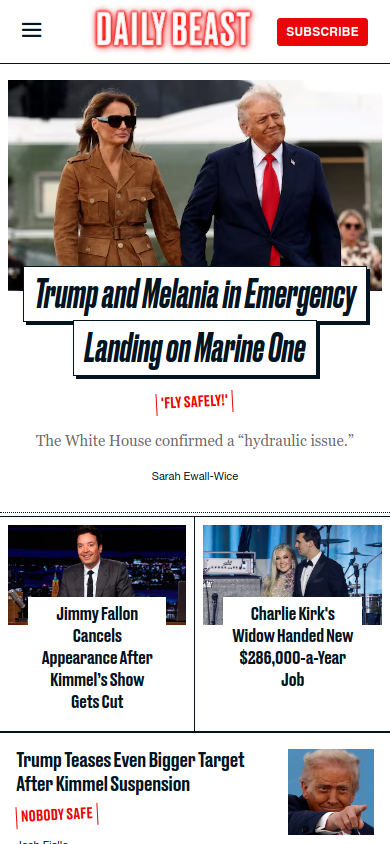 DAILY BEAST
SUBSCRIBE
Trump and Melania in Emergency
Landing on Marine One
'FLY SAFELY!'
The White House confirmed a “hydraulic issue.”
Sarah Ewall-Wice
Jimmy Fallon
Cancels
Appearance After
Kimmel's Show
Gets Cut
Charlie Kirk's
Widow Handed New
$286,000-a-Year
Job
Trump Teases Even Bigger Target
After Kimmel Suspension
NOBODY SAFE